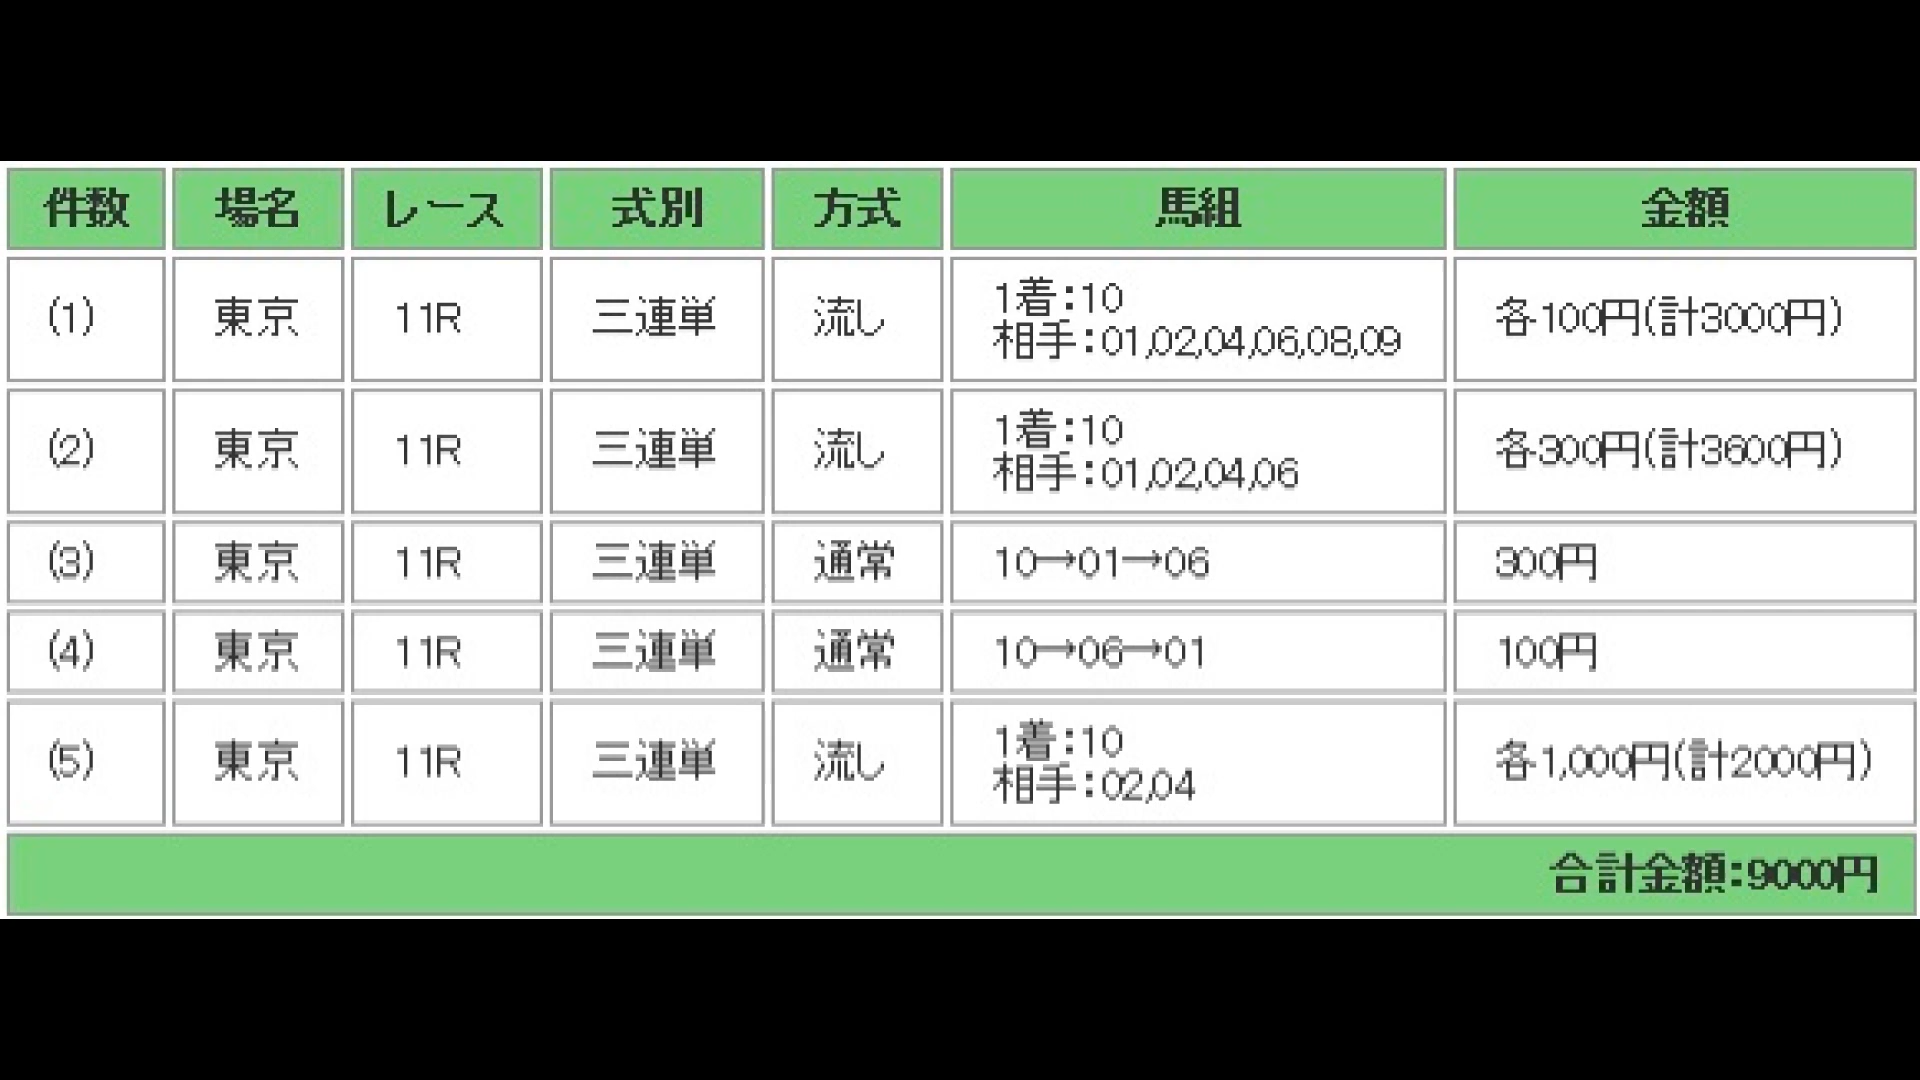 件数 場名 レース 式別 方式 馬組 金額
(1) 東京 11R 三連単 流し 1着:10
相手:01,02,04,06,08,09 各100円(計3000円)
(2) 東京 11R 三連単 流し 1着:10
相手:01,02,04,06 各300円(計3600円)
(3) 東京 11R 三連単 通常 10→01→06 300円
(4) 東京 11R 三連単 通常 10→06→01 100円
(5) 東京 11R 三連単 流し 1着:10
相手:02,04 各1,000円(計2000円)
合計金額:9000円